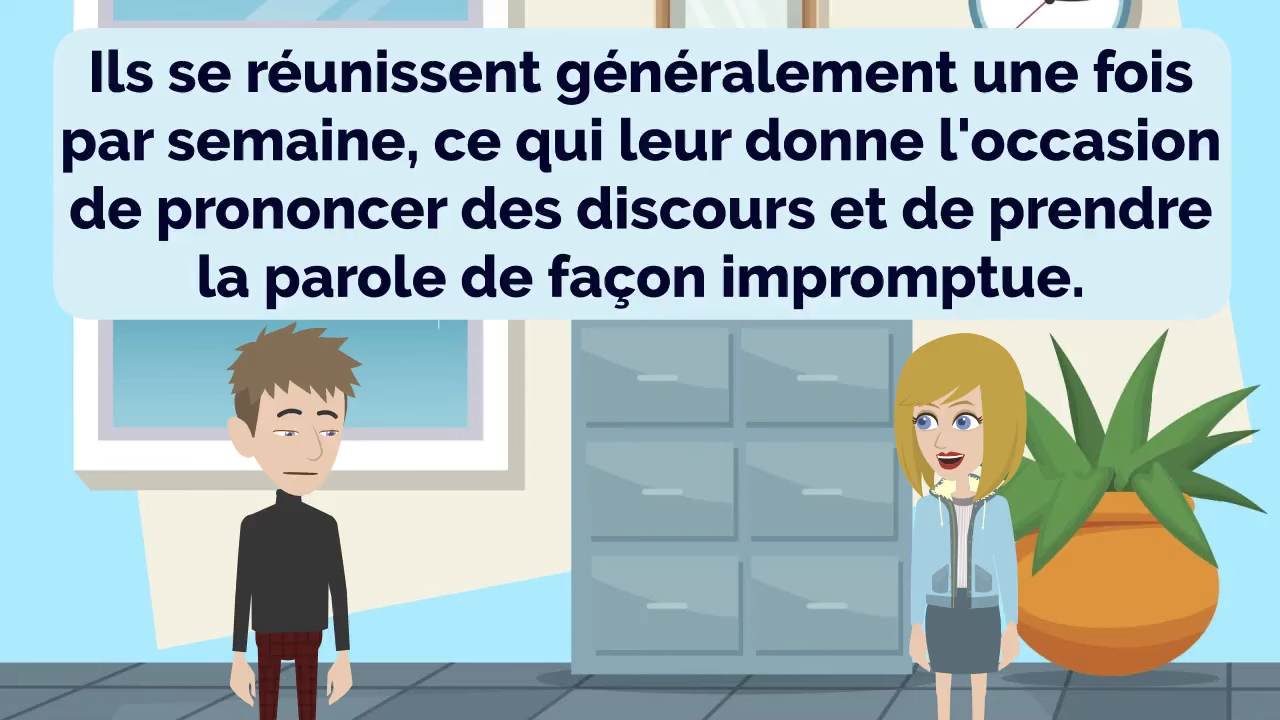 Ils se réunissent généralement une fois
par semaine, ce qui leur donne l'occasion
de prononcer des discours et de prendre
la parole de façon impromptue.